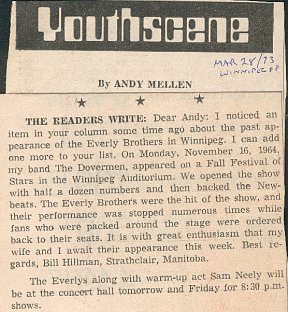 Youthscene
MAR 28/73
WINNIPEG FP
By ANDY MELLEN
★ ★ ★
THE READERS WRITE: Dear Andy: I noticed an
item in your column some time ago about the past ap-
pearance of the Everly Brothers in Winnipeg. I can add
one more to your list. On Monday, November 16, 1964,
my band The Dovermen, appeared on a Fall Festival of
Stars in the Winnipeg Auditorium. We opened the show
with half a dozen numbers and then backed the New-
beats. The Everly Brothers were the hit of the show, and
their performance was stopped numerous times while
fans who were packed around the stage were ordered
back to their seats. It is with great enthusiasm that my
wife and I await their appearance this week. Best re-
gards, Bill Hillman, Strathclair, Manitoba.
The Everlys along with warm-up act Sam Neely will
be at the concert hall tomorrow and Friday for 8:30 p.m.
shows.